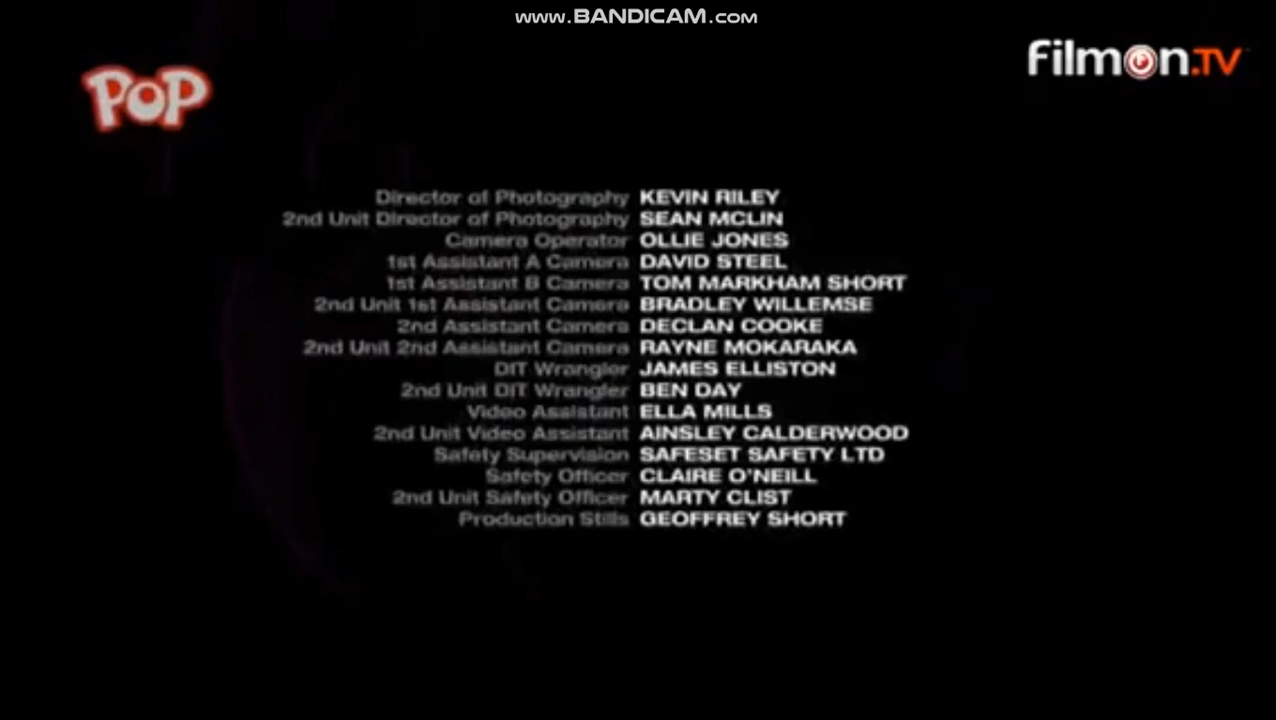 www.BANDICAM.com
POP
Filmon.TV
Director of Photography KEVIN RILEY
2nd Unit Director of Photography SEAN MCLIN
Camera Operator OLLIE JONES
1st Assistant A Camera DAVID STEEL
1st Assistant B Camera TOM MARKHAM SHORT
2nd Unit 1st Assistant Camera BRADLEY WILLEMSE
2nd Assistant Camera DECLAN COOKE
2nd Unit 2nd Assistant Camera RAYNE MOKARAKA
DIT Wrangler JAMES ELLISTON
2nd Unit DIT Wrangler BEN DAY
Video Assistant ELLA MILLS
2nd Unit Video Assistant AINSLEY CALDERWOOD
Safety Supervision SAFESET SAFETY LTD
Safety Officer CLAIRE O'NEILL
2nd Unit Safety Officer MARTY CLIST
Production Stills GEOFFREY SHORT